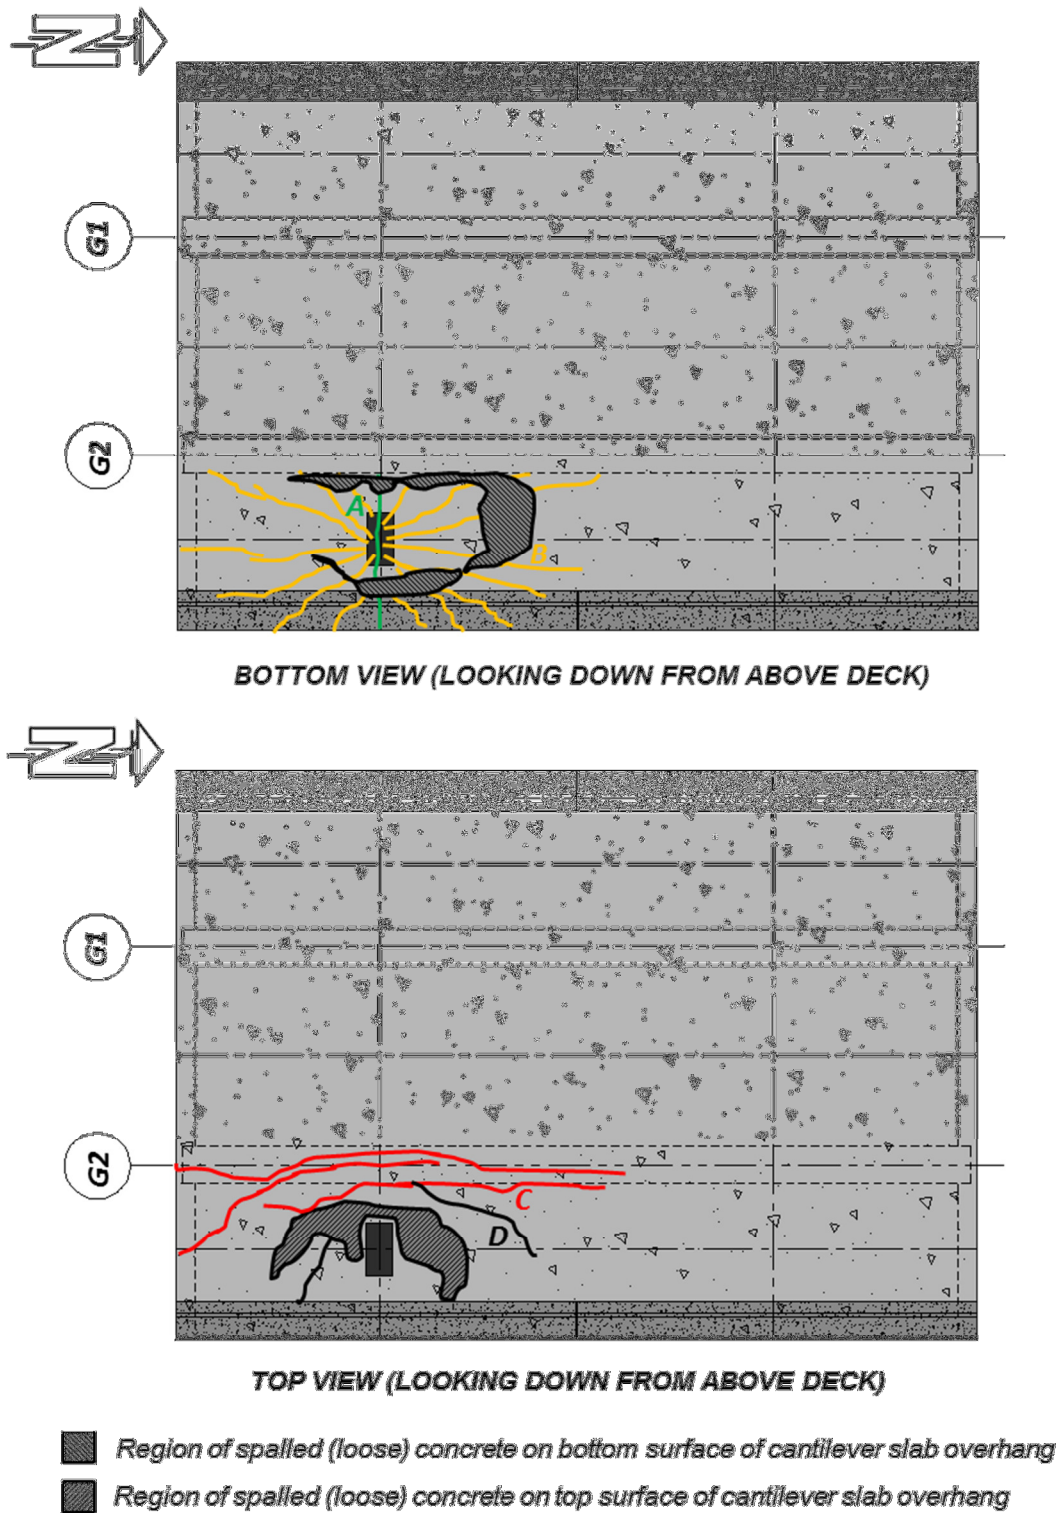 N
G1
G2
A
B
BOTTOM VIEW (LOOKING DOWN FROM ABOVE DECK)
N
G1
G2
C
D
TOP VIEW (LOOKING DOWN FROM ABOVE DECK)
Region of spalled (loose) concrete on bottom surface of cantilever slab overhang
Region of spalled (loose) concrete on top surface of cantilever slab overhang